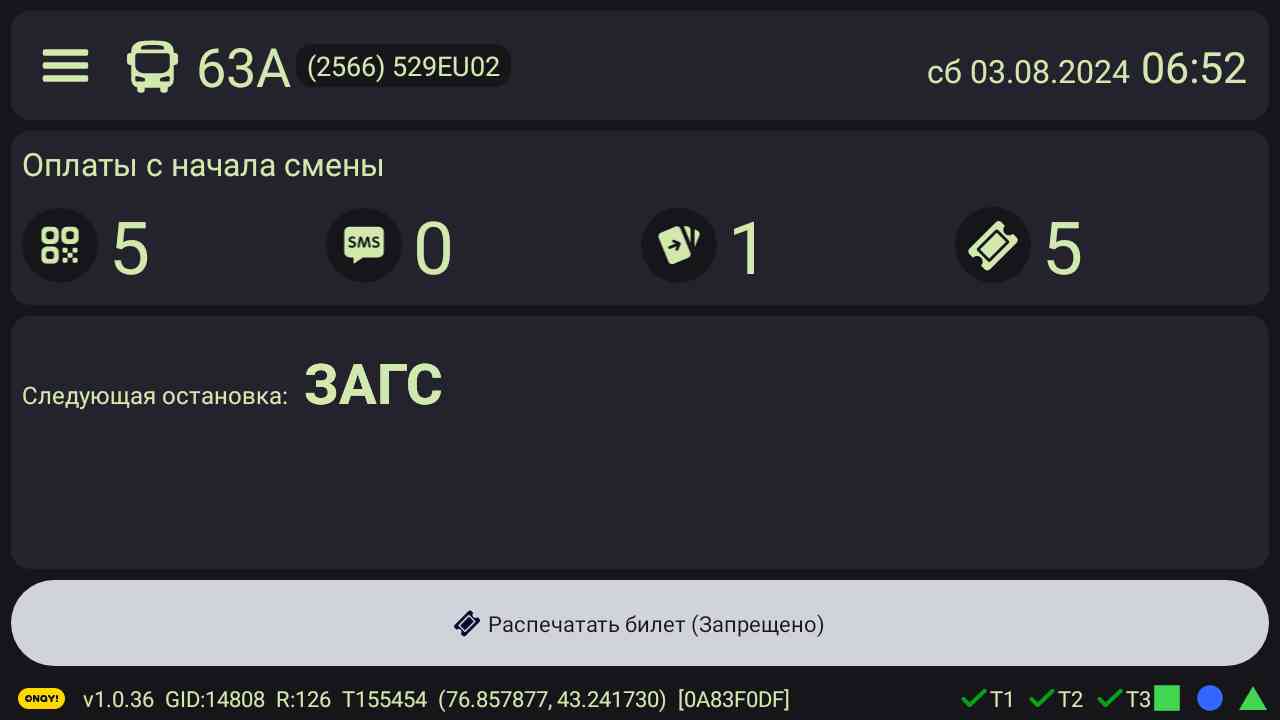 63А (2566) 529EU02 сб 03.08.2024 06:52
Оплаты с начала смены
5 SMS 0 1 5
Следующая остановка: ЗАГС
Распечатать билет (Запрещено)
ONAY! v1.0.36 GID:14808 R:126 T155454 (76.857877, 43.241730) [0A83F0DF] T1 T2 T3